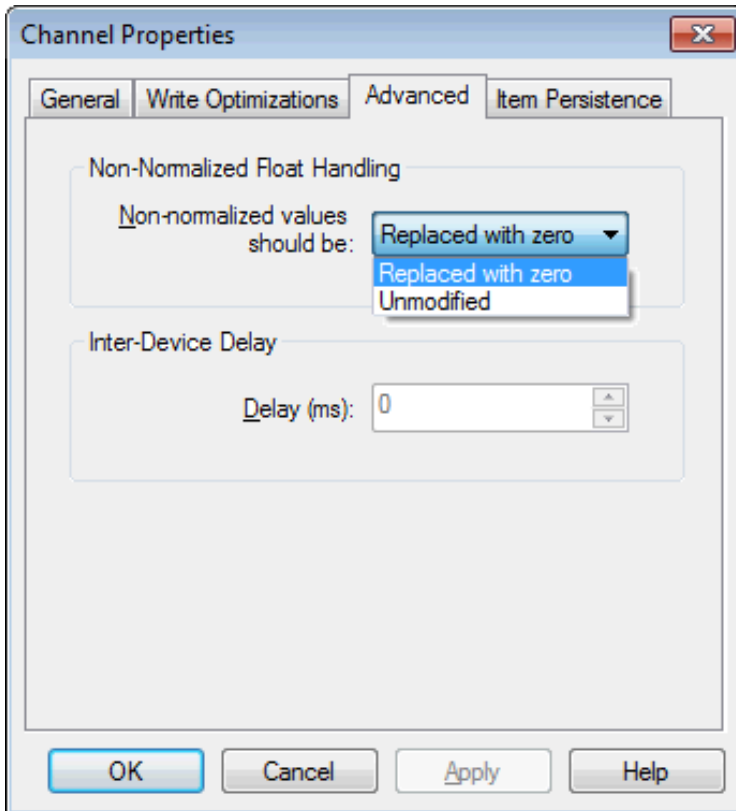 Channel Properties
General Write Optimizations Advanced Item Persistence
Non-Normalized Float Handling
Non-normalized values
should be: Replaced with zero
Replaced with zero
Unmodified
Inter-Device Delay
Delay (ms): 0
OK Cancel Apply Help